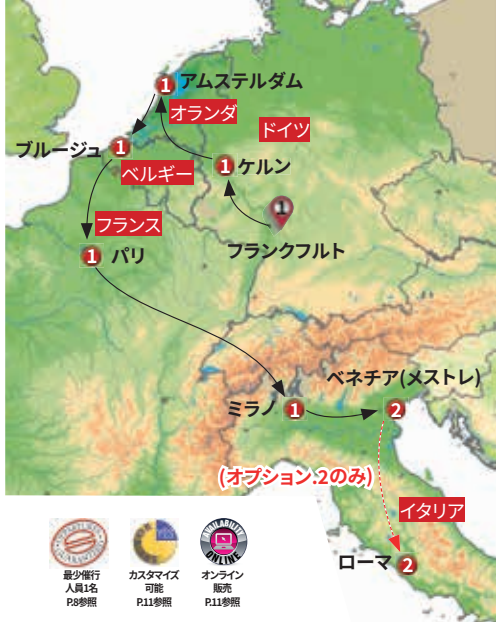 1
アムステルダム
オランダ
ドイツ
ブルージュ
1
1
ケルン
ベルギー
1
フランス
フランクフルト
1
パリ
ベネチア(メストレ)
ミラノ
1
2
(オプション.2のみ)
イタリア
ローマ
2
AVAILABILITY
ONLINE
最少催行
人員1名
P.8参照
カスタマイズ
可能
P.11参照
オンライン
販売
P.11参照